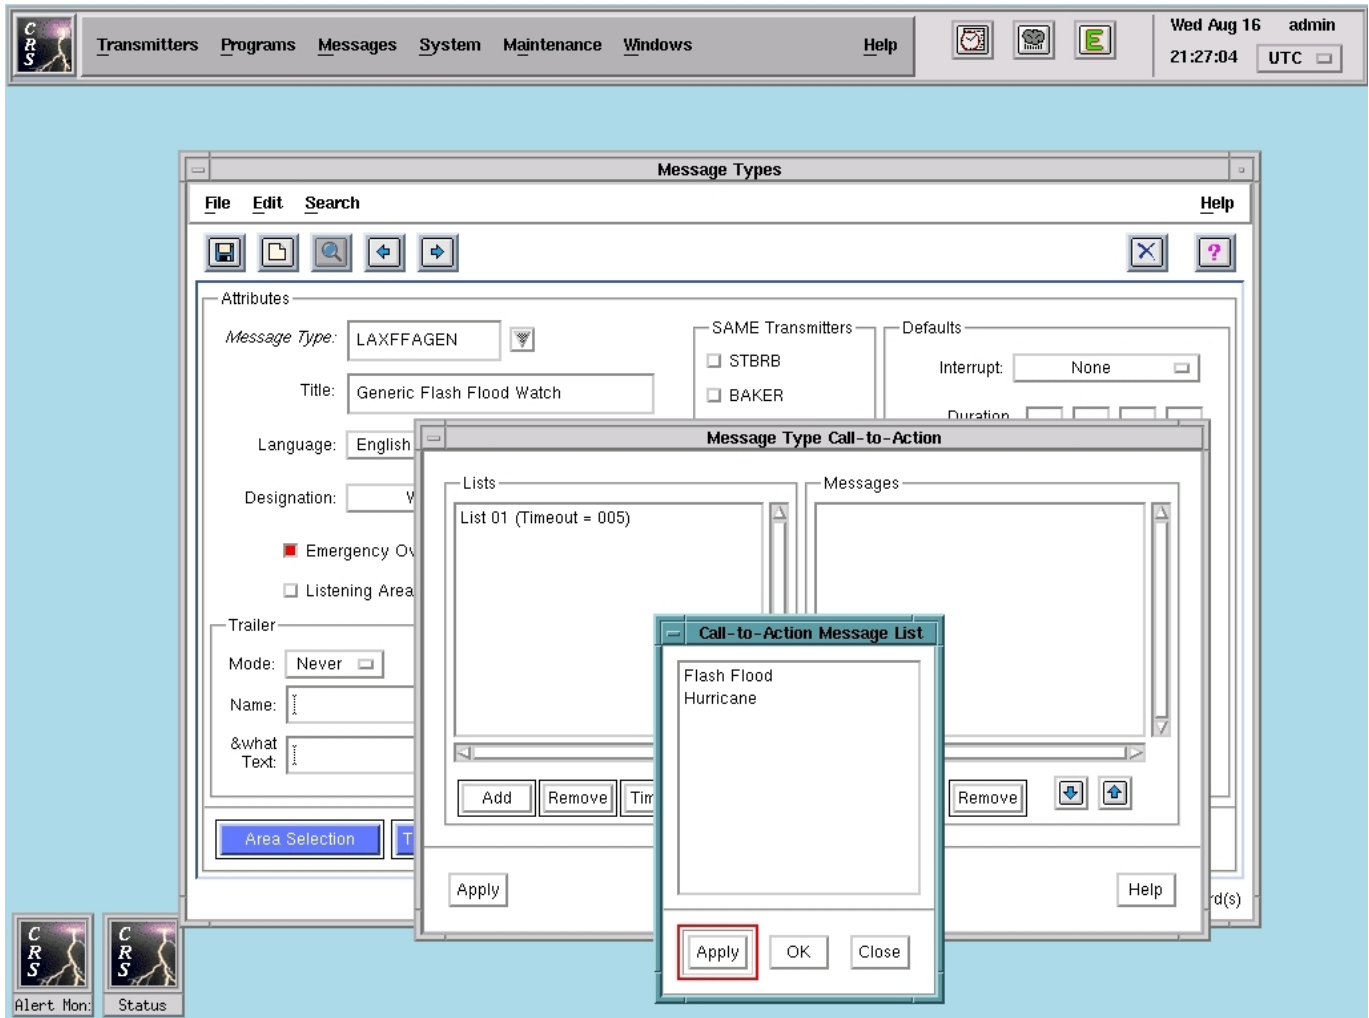 CRS
Transmitters Programs Messages System Maintenance Windows Help
Wed Aug 16 admin
21:27:04 UTC
Message Types
File Edit Search Help
?
Attributes
Message Type: LAXFFAGEN
Title: Generic Flash Flood Watch
Language: English
Designation: W
Emergency Ov
Listening Area
SAME Transmitters
STBRB
BAKER
Defaults
Interrupt: None
Duration
Trailer
Mode: Never
Name:
&what
Text:
Area Selection T
rd(s)
Message Type Call-to-Action
Lists
List 01 (Timeout = 005)
Messages
Add Remove Tim
Remove
Apply
Help
Call-to-Action Message List
Flash Flood
Hurricane
Apply OK Close
CRS
Alert Mon:
CRS
Status